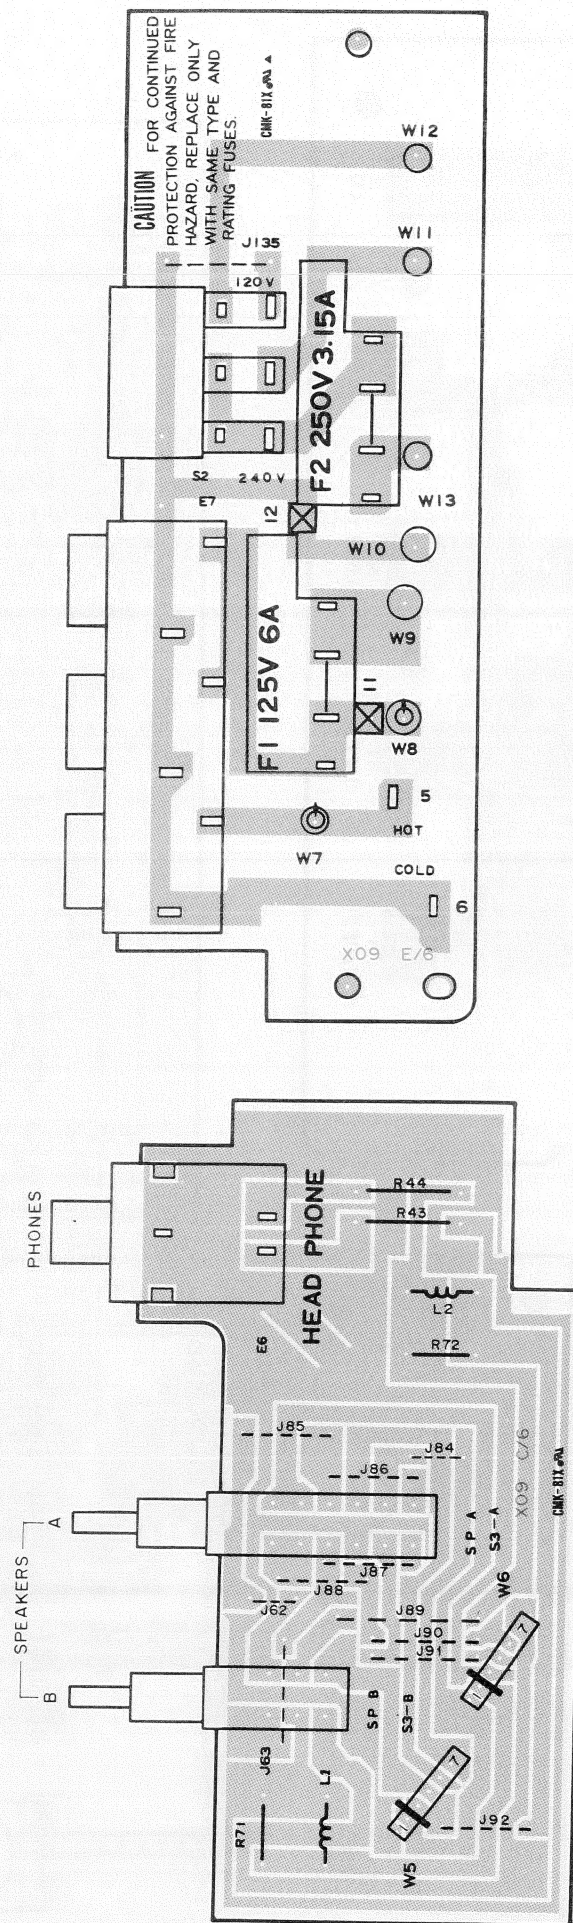 CAUTION FOR CONTINUED
PROTECTION AGAINST FIRE
HAZARD, REPLACE ONLY
WITH SAME TYPE AND
RATING FUSES.
CMK-81X
W12
W11
J135
120V
F2 250V 3.15A
S2
240V
E7
W13
12
W10
W9
F1 125V 6A
11
W8
5
HOT
W7
COLD
6
X09 E/6
PHONES
HEAD PHONE
R44
R43
L2
E6
R72
J85
J84
J86
X09 C/6
CMK-81X
SPEAKERS
A
B
SP A
S3-A
J87
J88
J62
J89
J90
J91
W6
1
7
SP B
S3-B
J63
L1
R71
1
7
W5
J92